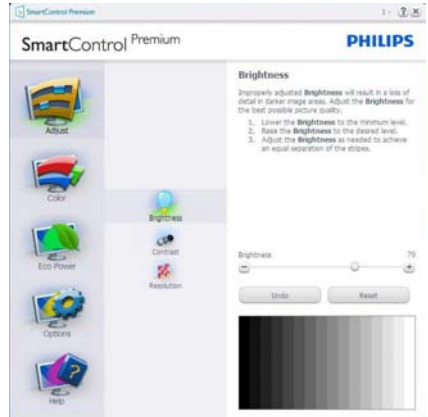 SmartControl Premium
SmartControl Premium
PHILIPS
Adjust
Color
Eco Power
Options
Help
Brightness
Contrast
Resolution
Brightness
Improperly adjusted Brightness will result in a loss of
detail in darker image areas. Adjust the Brightness for
the best possible picture quality.
1. Lower the Brightness to the minimum level.
2. Raise the Brightness to the desired level.
3. Adjust the Brightness as needed to achieve
an equal separation of the stripes.
Brightness 70
Undo Reset